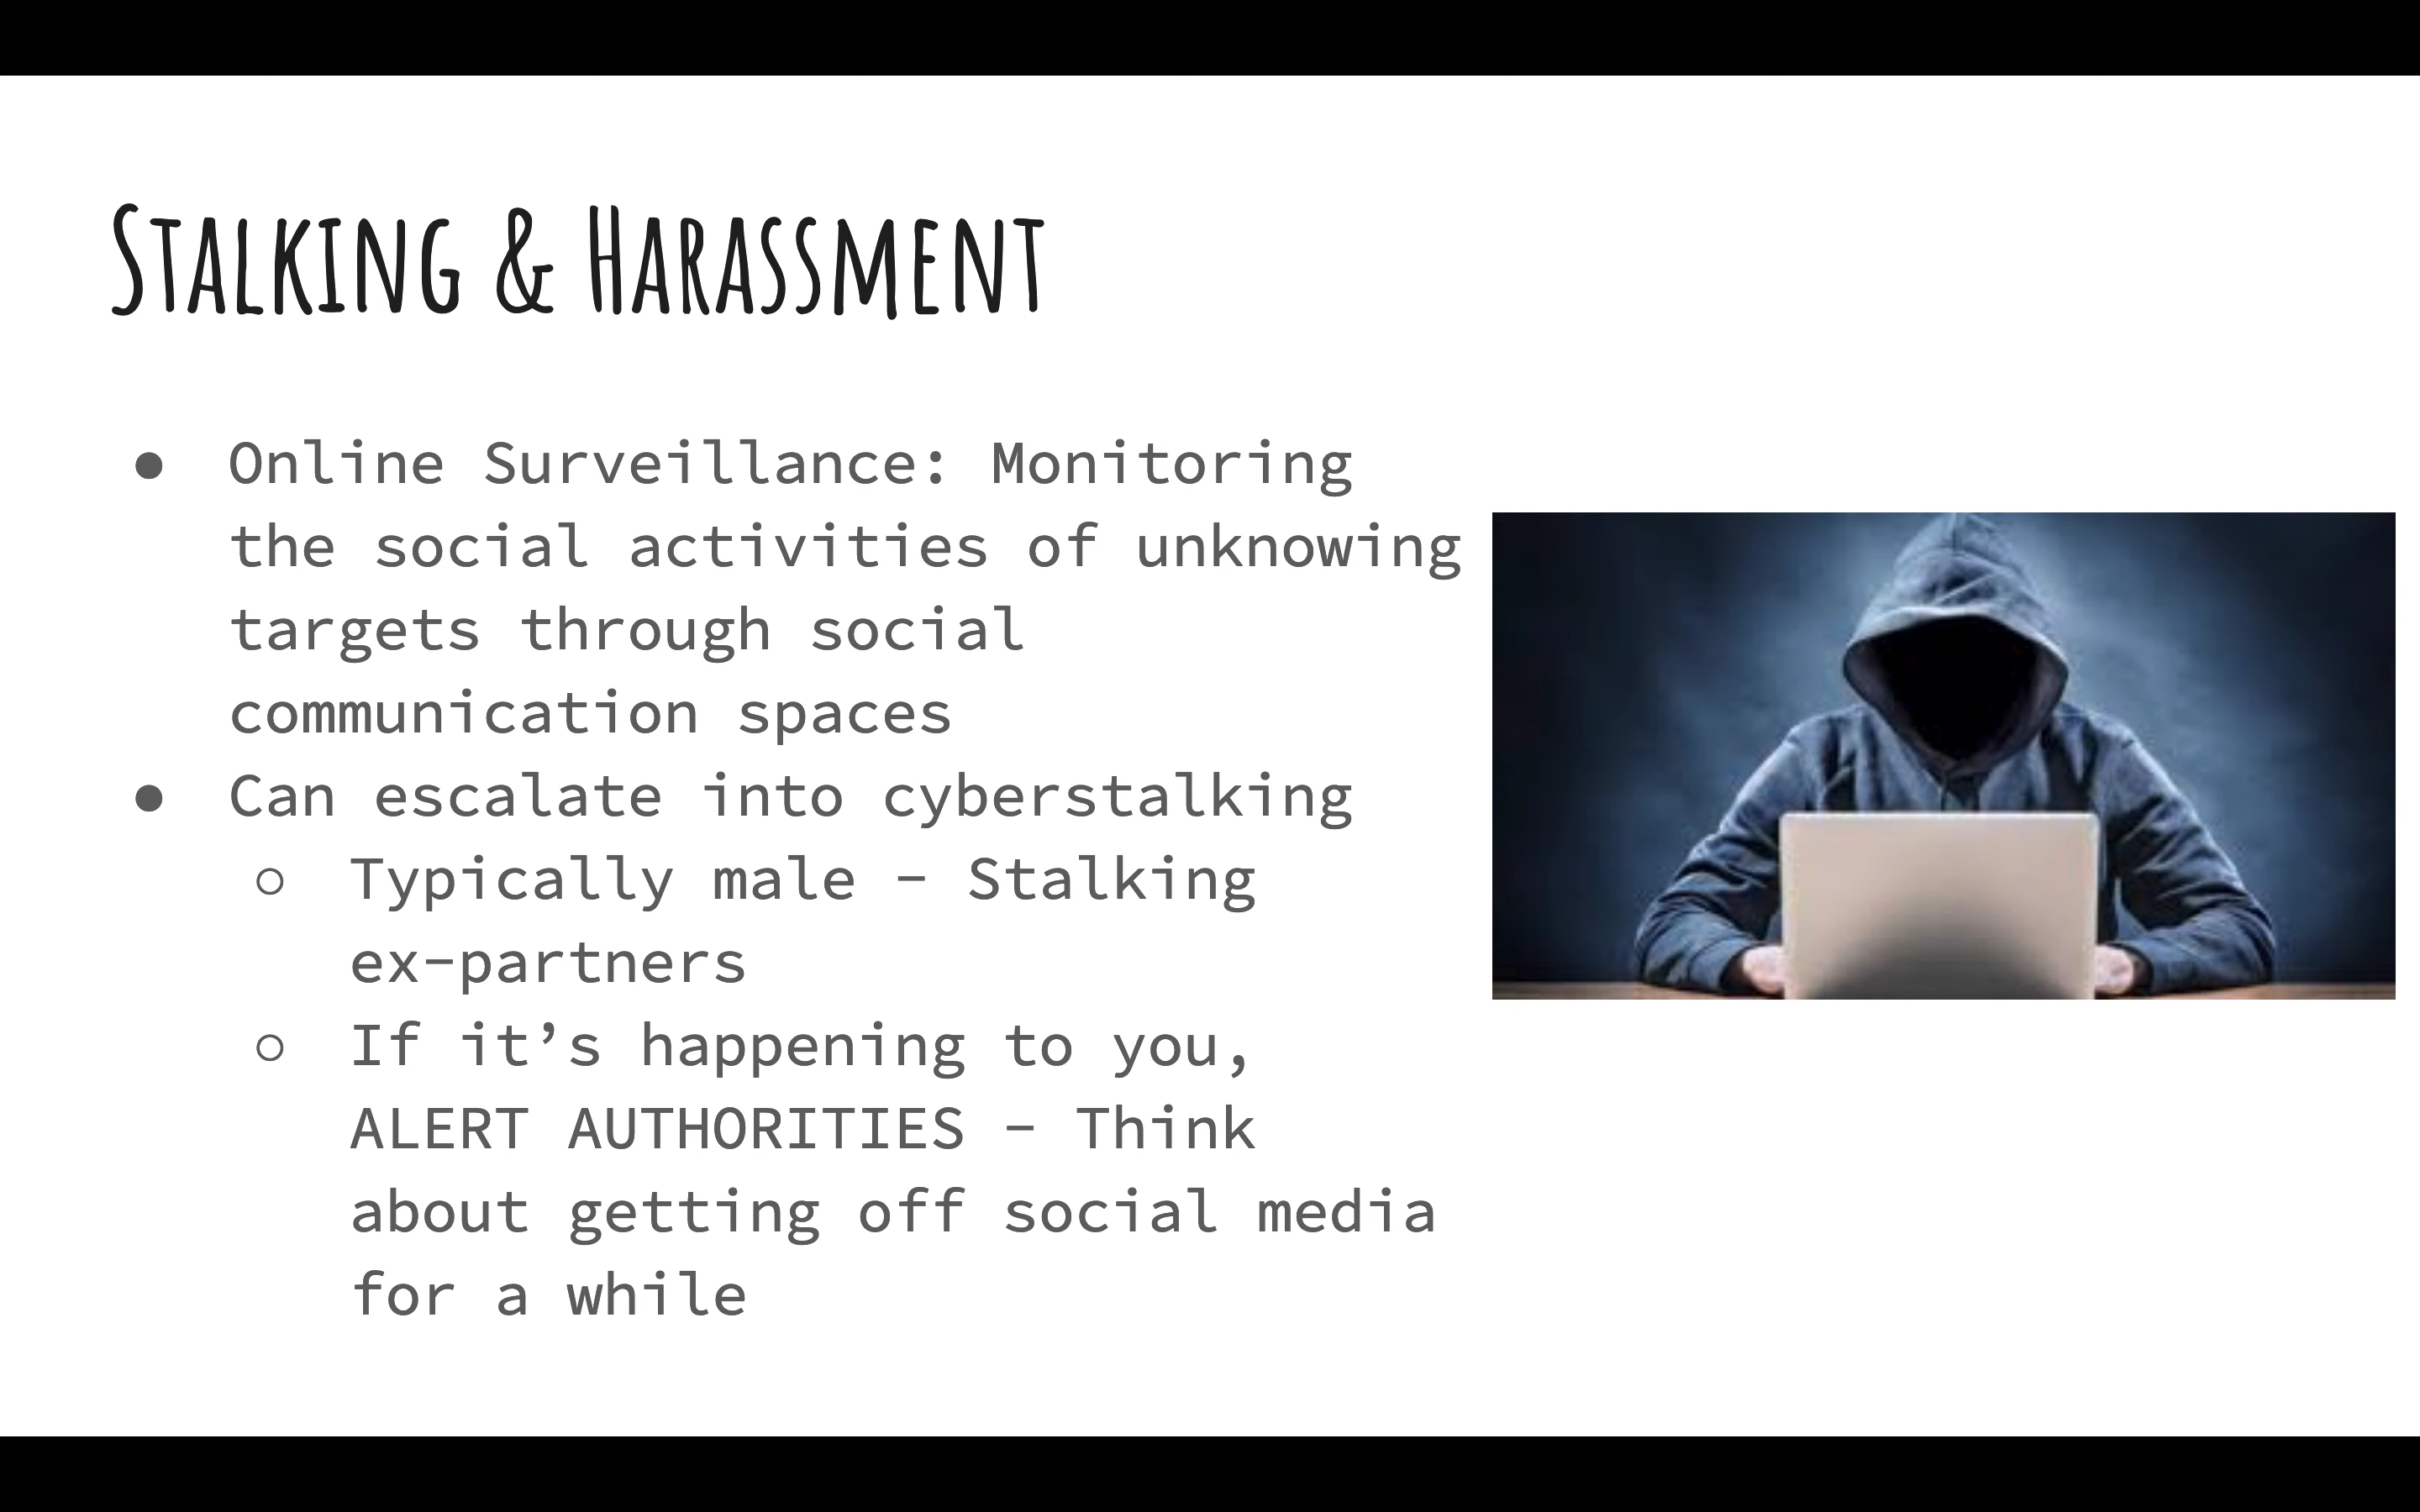 STALKING & HARASSMENT
● Online Surveillance: Monitoring
the social activities of unknowing
targets through social
communication spaces
● Can escalate into cyberstalking
○ Typically male – Stalking
ex-partners
○ If it’s happening to you,
ALERT AUTHORITIES – Think
about getting off social media
for a while